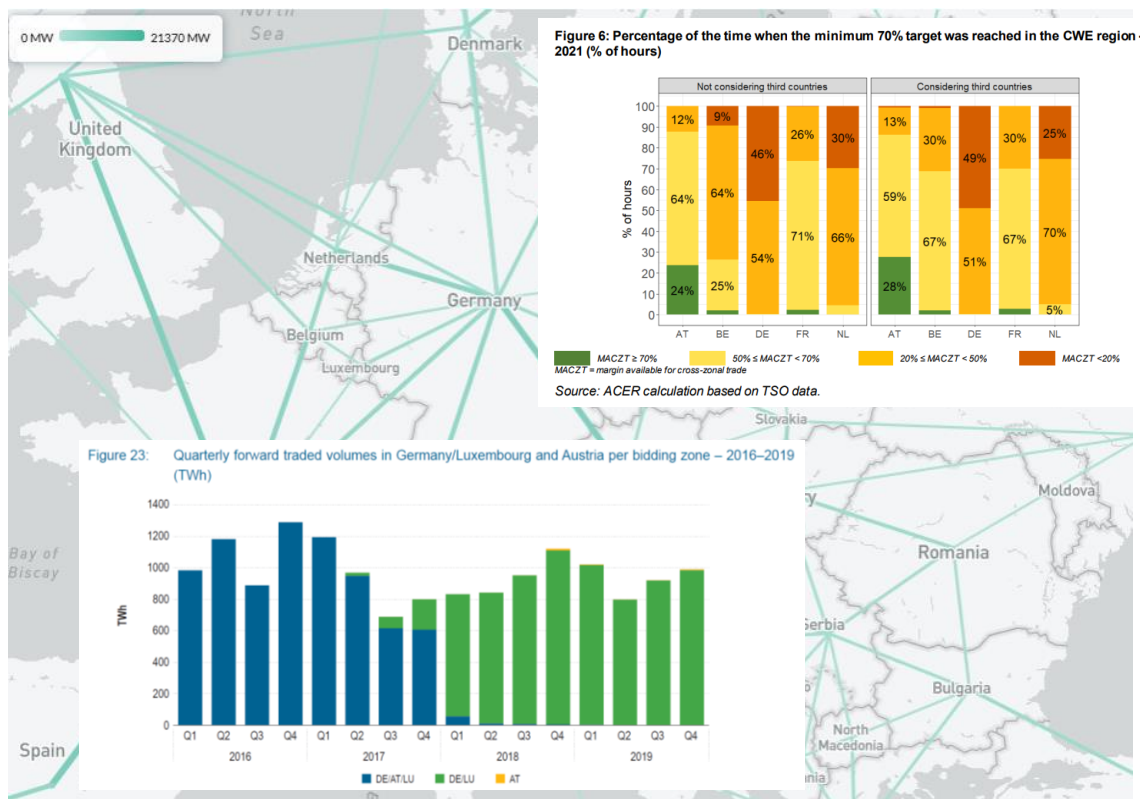 North
Sea
0 MW 21370 MW
Denmark
United
Kingdom
Netherlands
Germany
Belgium
Luxembourg
Figure 6: Percentage of the time when the minimum 70% target was reached in the CWE region -
2021 (% of hours)
Not considering third countries
Considering third countries
% of hours
100
90
80
70
60
50
40
30
20
10
0
12% 9% 46% 26% 30%
64% 64% 54% 71% 66%
24% 25%
13% 30% 49% 30% 25%
59% 67% 51% 67% 70%
28% 5%
AT BE DE FR NL
AT BE DE FR NL
MACZT ≥ 70% 50% ≤ MACZT < 70% 20% ≤ MACZT < 50% MACZT <20%
MACZT = margin available for cross-zonal trade
Source: ACER calculation based on TSO data.
Slovakia
Moldova
Romania
Serbia
Bulgaria
North
Macedonia
Bay of
Biscay
Spain
Figure 23: Quarterly forward traded volumes in Germany/Luxembourg and Austria per bidding zone – 2016–2019
(TWh)
TWh
1400
1200
1000
800
600
400
200
0
Q1 Q2 Q3 Q4 Q1 Q2 Q3 Q4 Q1 Q2 Q3 Q4 Q1 Q2 Q3 Q4
2016 2017 2018 2019
DE/AT/LU DE/LU AT